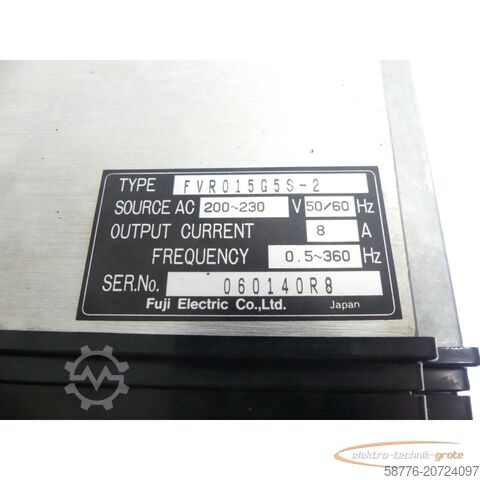 TYPE FVR015G5S-2
SOURCE AC 200~230 V 50/60 Hz
OUTPUT CURRENT 8 A
FREQUENCY 0.5~360 Hz
SER.No. 060140R8
Fuji Electric Co.,Ltd. Japan
elektro-technik-grote
58776-20724097